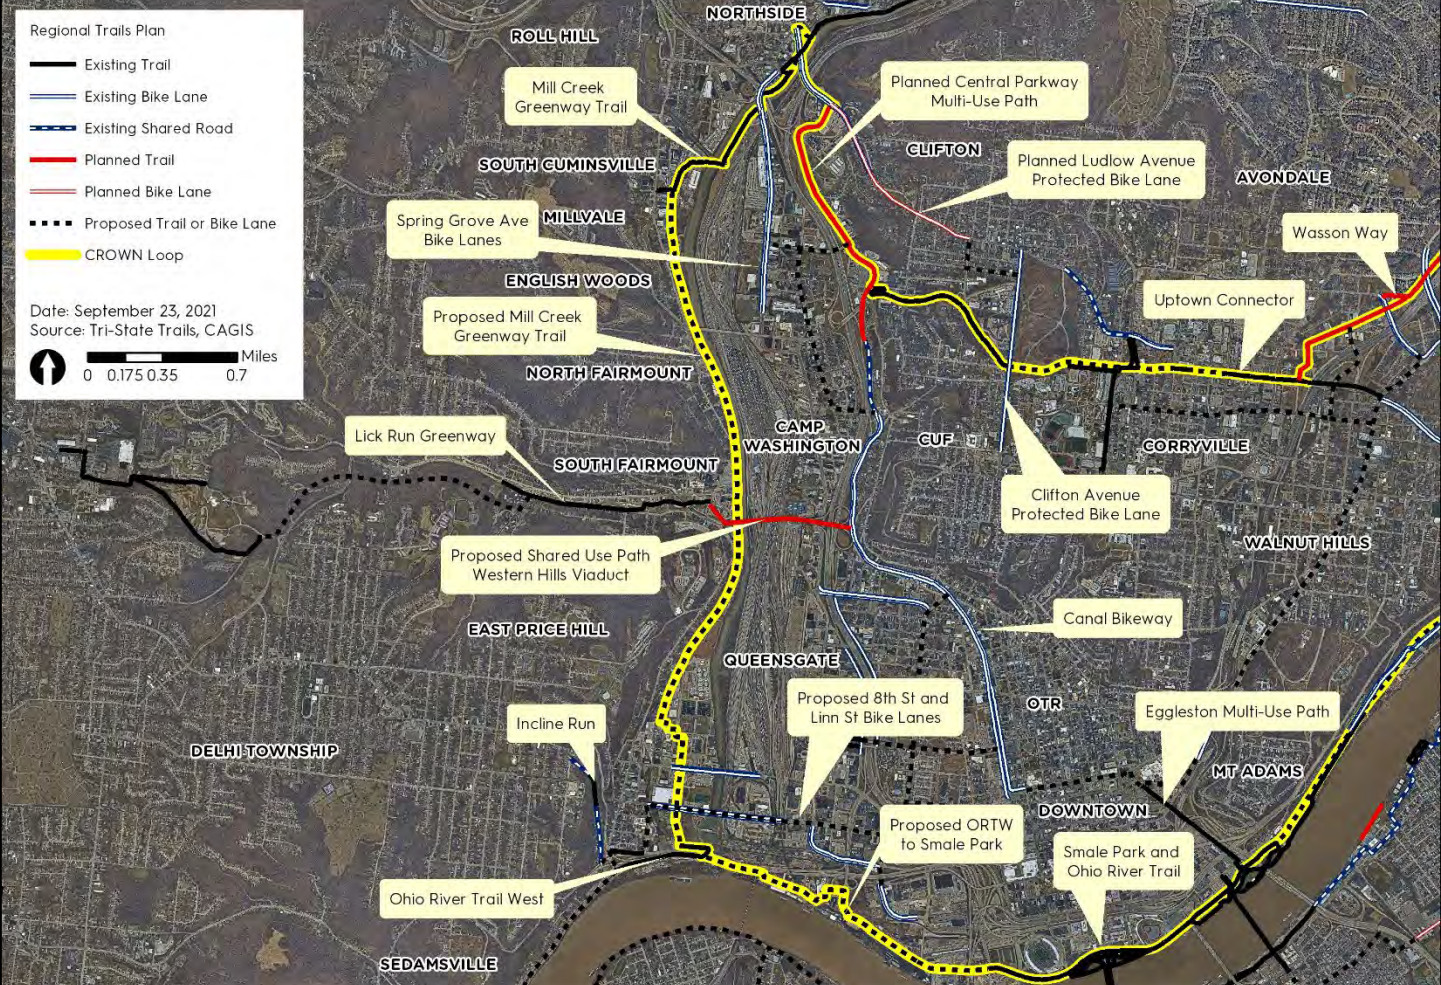 Regional Trails Plan
Existing Trail
Existing Bike Lane
Existing Shared Road
Planned Trail
Planned Bike Lane
Proposed Trail or Bike Lane
CROWN Loop
Date: September 23, 2021
Source: Tri-State Trails, CAGIS
Miles
0 0.175 0.35 0.7
NORTHSIDE
ROLL HILL
Mill Creek
Greenway Trail
Planned Central Parkway
Multi-Use Path
CLIFTON
SOUTH CUMINSVILLE
Planned Ludlow Avenue
Protected Bike Lane
AVONDALE
Spring Grove Ave
Bike Lanes
MILLVALE
Wasson Way
ENGLISH WOODS
Uptown Connector
Proposed Mill Creek
Greenway Trail
NORTH FAIRMOUNT
Lick Run Greenway
CAMP
WASHINGTON
CUF
CORRYVILLE
SOUTH FAIRMOUNT
Clifton Avenue
Protected Bike Lane
Proposed Shared Use Path
Western Hills Viaduct
WALNUT HILLS
EAST PRICE HILL
Canal Bikeway
QUEENSGATE
Proposed 8th St and
Linn St Bike Lanes
OTR
Eggleston Multi-Use Path
Incline Run
DELHI TOWNSHIP
MT ADAMS
DOWNTOWN
Proposed ORTW
to Smale Park
Smale Park and
Ohio River Trail
Ohio River Trail West
SEDAMSVILLE